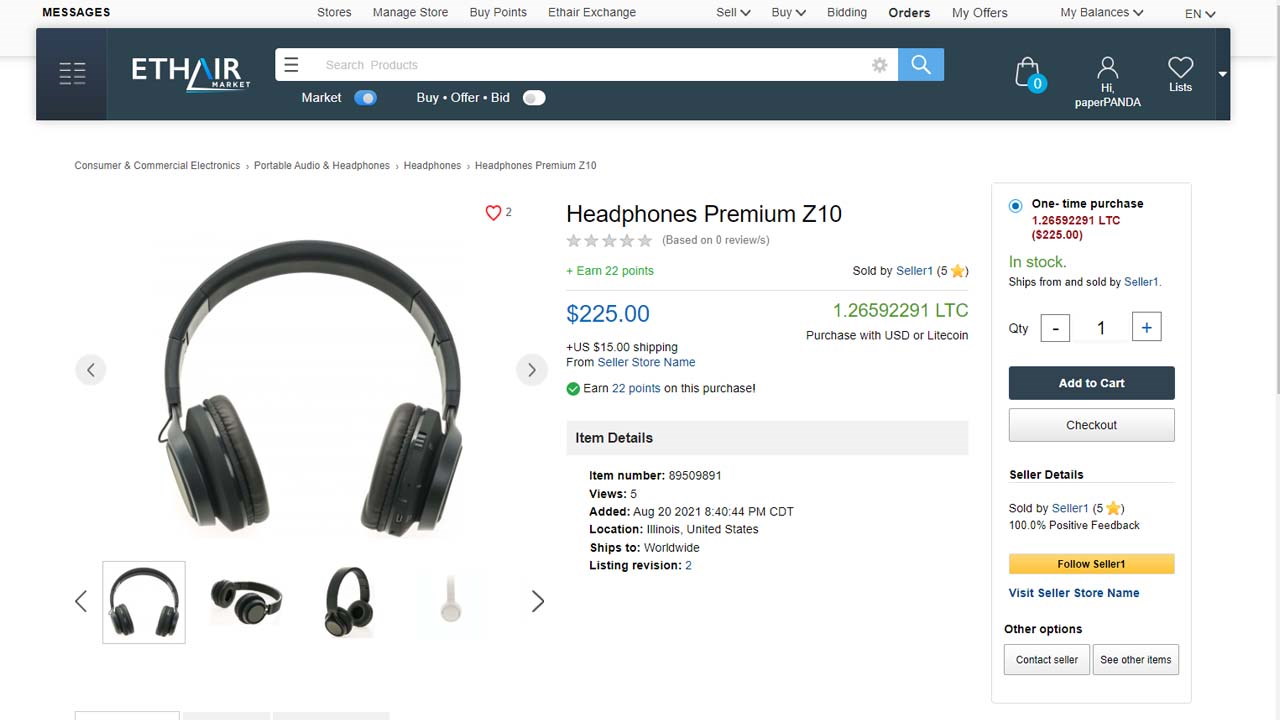 MESSAGES
Stores Manage Store Buy Points Ethair Exchange Sell Buy Bidding Orders My Offers My Balances EN
ETHAIR
MARKET
Search Products
0
Market Buy • Offer • Bid
Hi,
paperPANDA
Lists
Consumer & Commercial Electronics › Portable Audio & Headphones › Headphones › Headphones Premium Z10
2
Headphones Premium Z10
(Based on 0 review/s)
+ Earn 22 points
Sold by Seller1 (5 )
$225.00
1.26592291 LTC
Purchase with USD or Litecoin
+US $15.00 shipping
From Seller Store Name
Earn 22 points on this purchase!
Item Details
Item number: 89509891
Views: 5
Added: Aug 20 2021 8:40:44 PM CDT
Location: Illinois, United States
Ships to: Worldwide
Listing revision: 2
One- time purchase
1.26592291 LTC
($225.00)
In stock.
Ships from and sold by Seller1.
Qty - 1 +
Add to Cart
Checkout
Seller Details
Sold by Seller1 (5 )
100.0% Positive Feedback
Follow Seller1
Visit Seller Store Name
Other options
Contact seller See other items